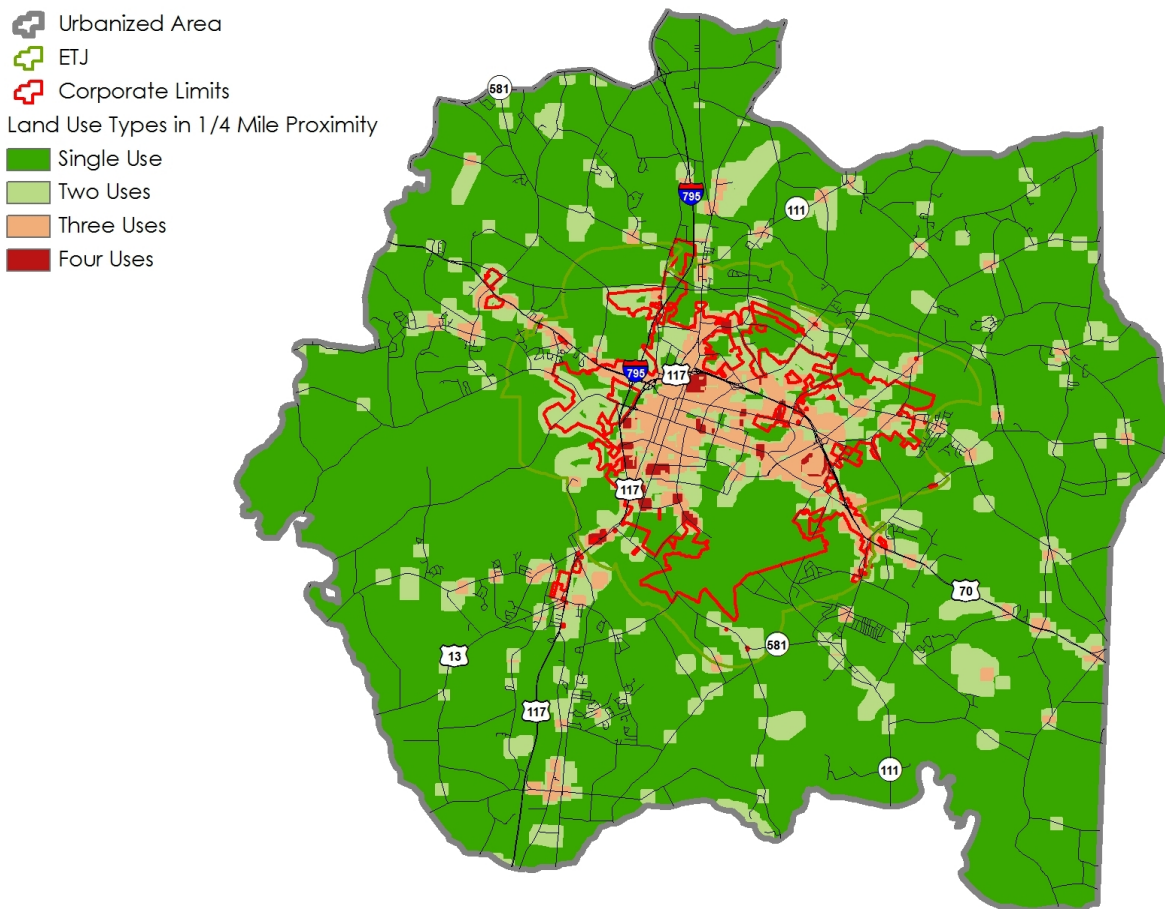 Urbanized Area
ETJ
Corporate Limits
Land Use Types in 1/4 Mile Proximity
Single Use
Two Uses
Three Uses
Four Uses
581
795
111
795
117
117
70
581
13
117
111